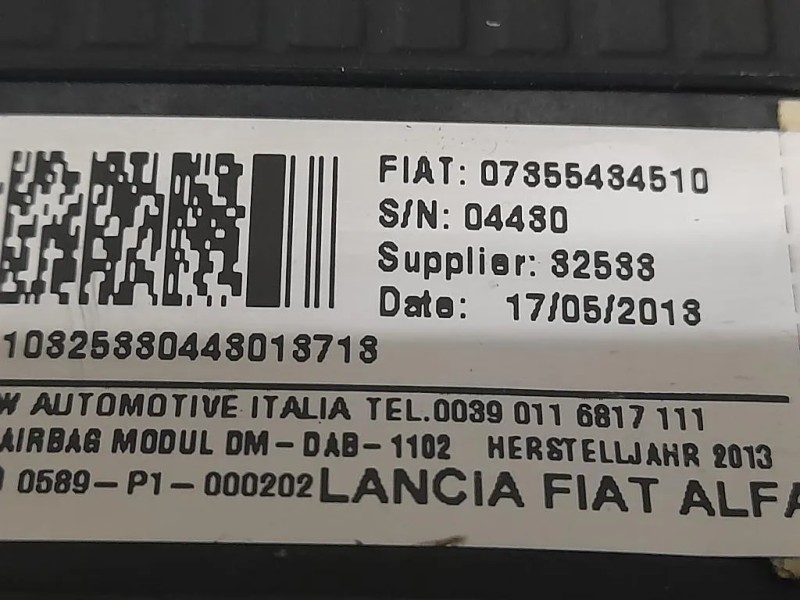 FIAT: 07355434510
S/N: 04430
Supplier: 32533
Date: 17/05/2013
10325330443013713
W AUTOMOTIVE ITALIA TEL.0039 011 6817 111
AIRBAG MODUL DM-DAB-1102 HERSTELLJAHR 2013
0589-P1-000202 LANCIA FIAT ALFA